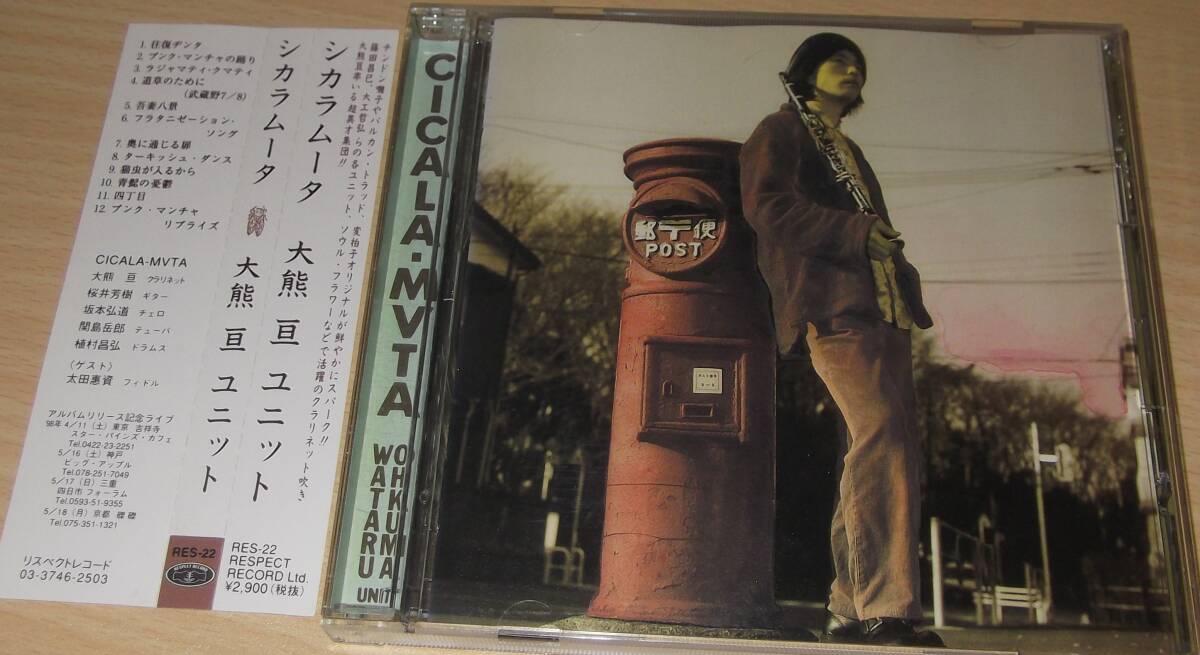 1. 往復ヂンタ
2. ブンク・マンチャの踊り
3. ラジャマティ・クマティ
4. 道草のために
(武蔵野7/8)
5. 吾妻八景
6. フラタニゼーション・
ソング
7. 奥に通じる扉
8. ターキッシュ・ダンス
9. 猫虫が入るから
10. 青髭の憂鬱
11. 四丁目
12. ブンク・マンチャ
リプライズ
CICALA-MVTA
大熊 亘 クラリネット
桜井芳樹 ギター
坂本弘道 チェロ
関島岳郎 テューバ
植村昌弘 ドラムス
〈ゲスト〉
太田惠資 フィドル
アルバムリリース記念ライブ
98年 4/11(土)東京 吉祥寺
スター・パインズ・カフェ
Tel.0422-23-2251
5/16(土)神戸
ビッグ・アップル
Tel.078-251-7049
5/17(日)三重
四日市 フォーラム
Tel.0593-51-9355
5/18(月)京都 磔磔
Tel.075-351-1321
リスペクトレコード
03-3746-2503
シカラムータ 大熊 亘 ユニット
シカラムータ 大熊 亘 ユニット
チンドン囃子やバルカン・トラッド、変拍子オリジナルが鮮やかにスパーク!!
篠田昌已、大工哲弘らの各ユニット、ソウル・フラワーなどで活躍のクラリネット吹き
大熊亘率いる超異才集団!!
RES-22
RESPECT RECORD
RES-22
RESPECT
RECORD Ltd.
¥2,900(税抜)
CICALA-MVTA
OHKUMA
WATARU
UNIT
郵便
POST